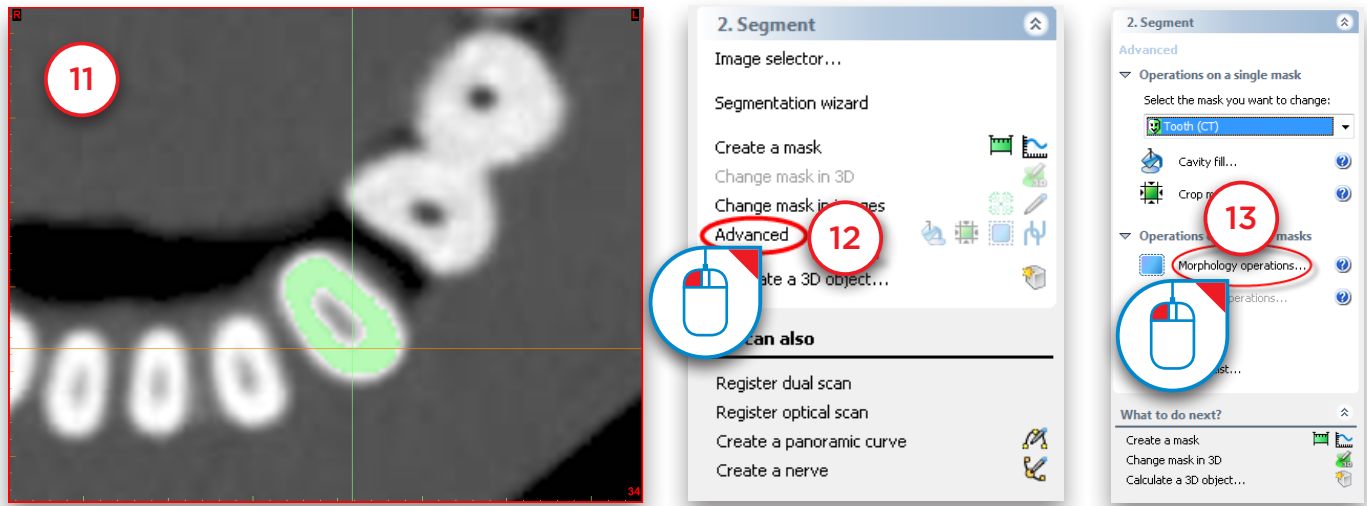 R
L
11
34
2. Segment
Image selector...
Segmentation wizard
Create a mask
Change mask in 3D
Change mask in
Advanced
12
a 3D object...
can also
Register dual scan
Register optical scan
Create a panoramic curve
Create a nerve
2. Segment
Advanced
Operations on a single mask
Select the mask you want to change:
Tooth (CT)
Cavity fill...
Crop
13
Operations masks
Morphology operations...
operations...
What to do next?
Create a mask
Change mask in 3D
Calculate a 3D object...